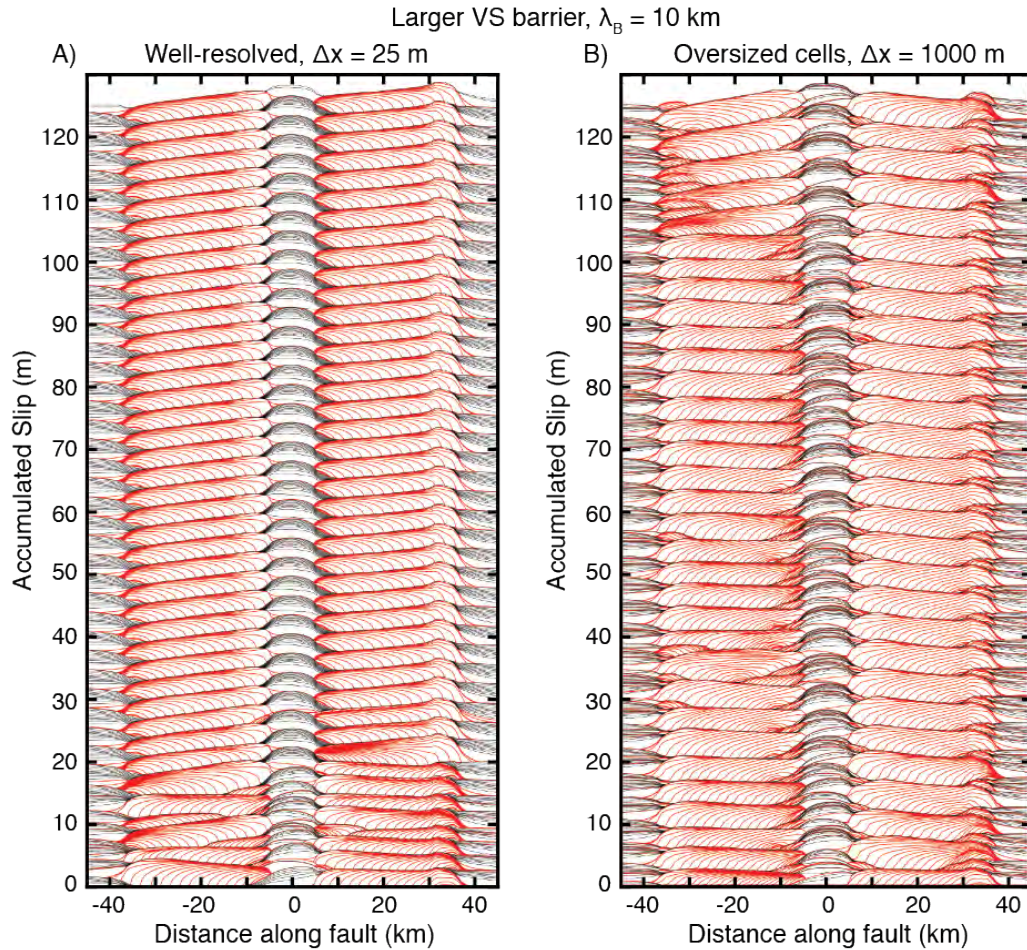 Larger VS barrier, λ_B = 10 km
A) Well-resolved, Δx = 25 m
B) Oversized cells, Δx = 1000 m
Accumulated Slip (m)
120
110
100
90
80
70
60
50
40
30
20
10
0
-40 -20 0 20 40
Distance along fault (km)
Accumulated Slip (m)
120
110
100
90
80
70
60
50
40
30
20
10
0
-40 -20 0 20 40
Distance along fault (km)